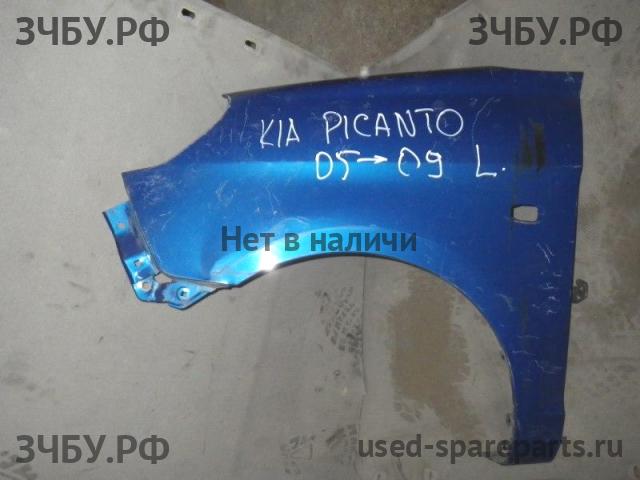 ЗЧБУ.РФ ЗЧБУ.РФ
KIA PICANTO
05→09 L.
Нет в наличи
ЗЧБУ.РФ used-spareparts.ru